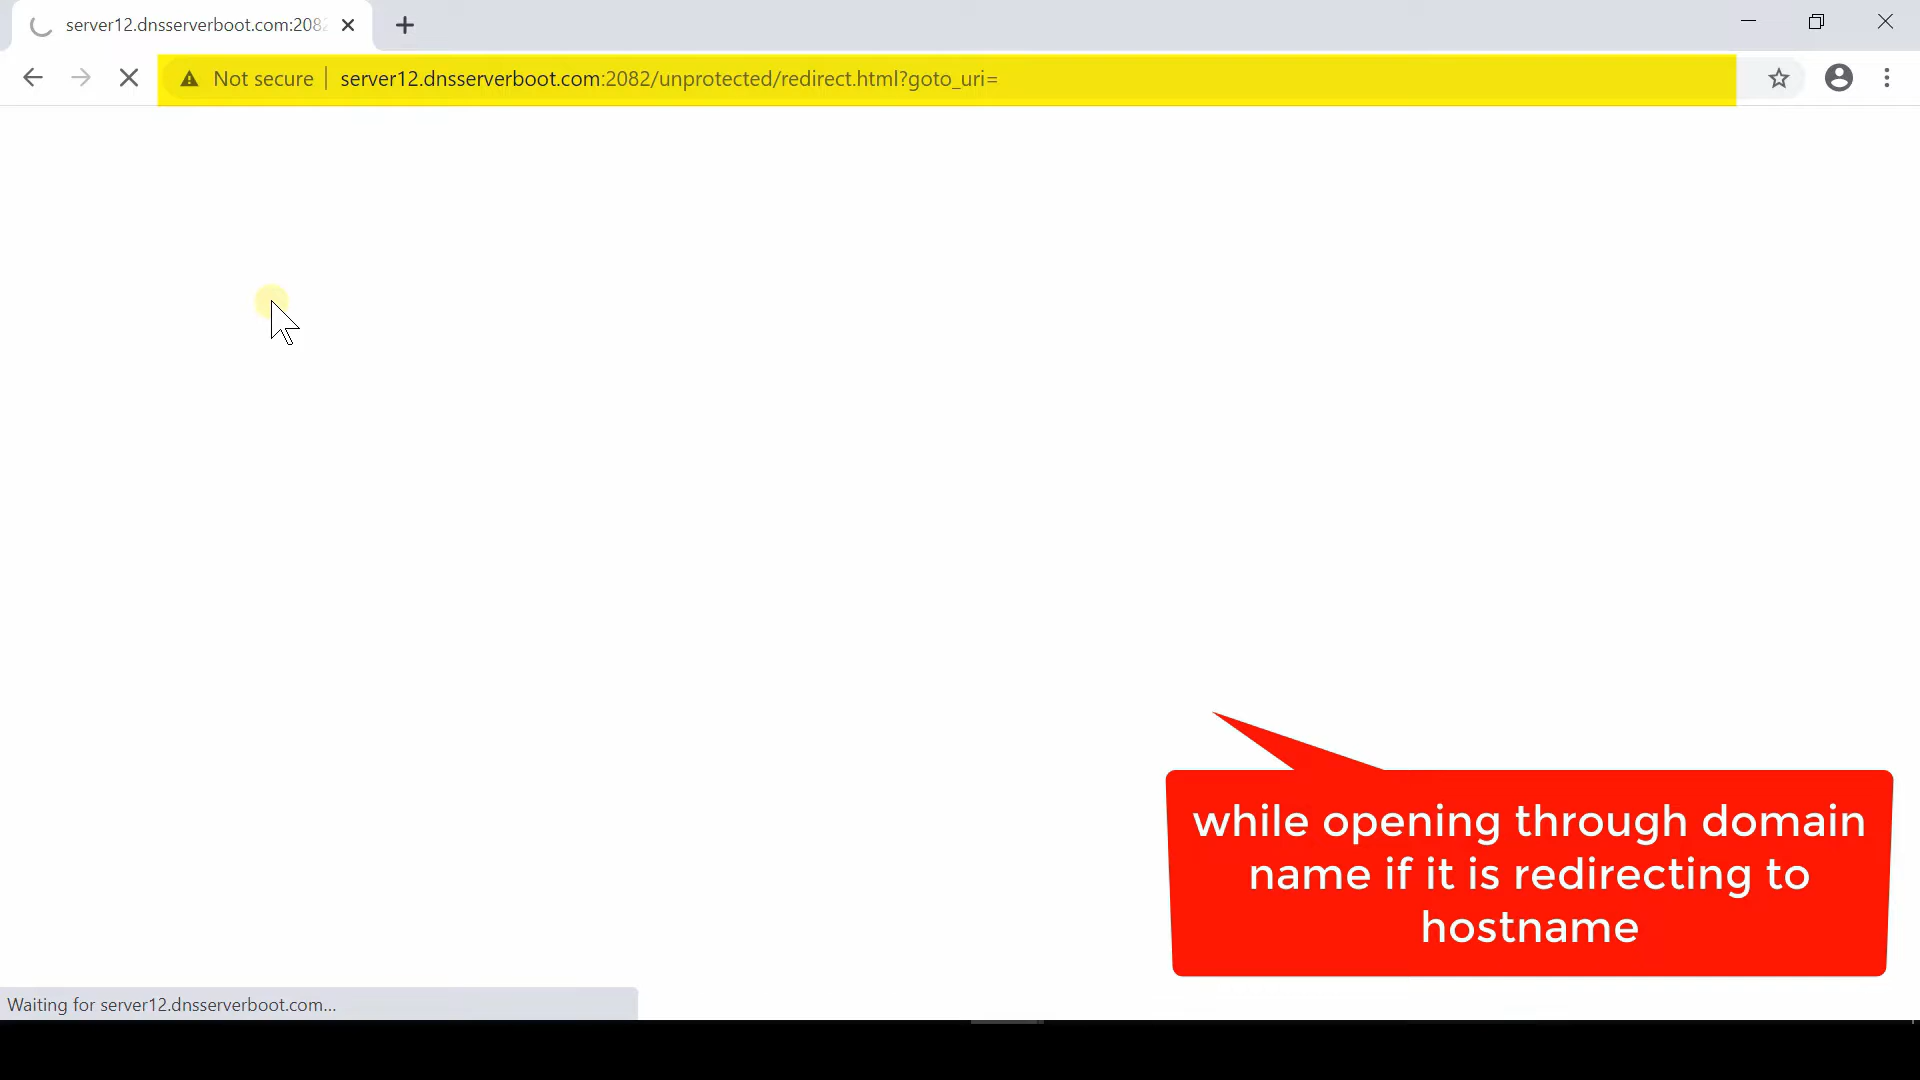 server12.dnsserverboot.com:2082
Not secure | server12.dnsserverboot.com:2082/unprotected/redirect.html?goto_uri=
while opening through domain
name if it is redirecting to
hostname
Waiting for server12.dnsserverboot.com...